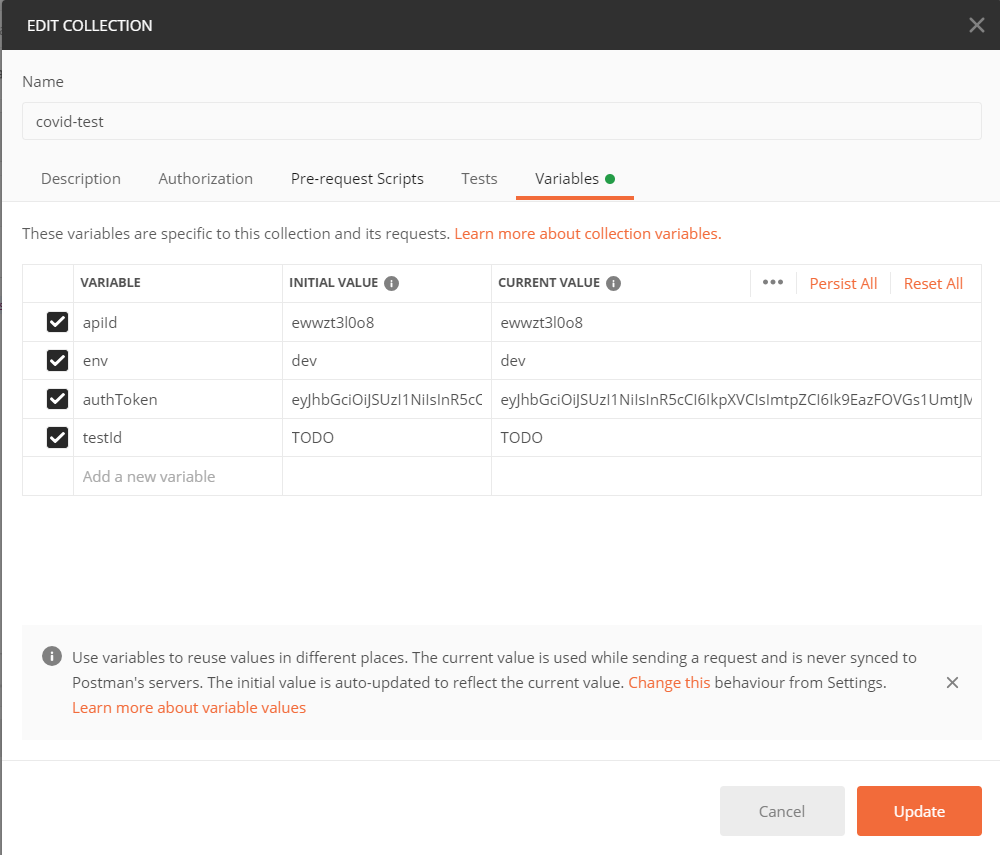 EDIT COLLECTION
Name
covid-test
Description Authorization Pre-request Scripts Tests Variables
These variables are specific to this collection and its requests. Learn more about collection variables.
VARIABLE INITIAL VALUE CURRENT VALUE ••• Persist All Reset All
apiId ewwzt3l0o8 ewwzt3l0o8
env dev dev
authToken eyJhbGciOiJSUzI1NiIsInR5cC eyJhbGciOiJSUzI1NiIsInR5cCI6IkpXVCIsImtpZCI6Ik9EazFOVGs1UmtJM
testId TODO TODO
Add a new variable
Use variables to reuse values in different places. The current value is used while sending a request and is never synced to
Postman's servers. The initial value is auto-updated to reflect the current value. Change this behaviour from Settings.
Learn more about variable values
Cancel Update